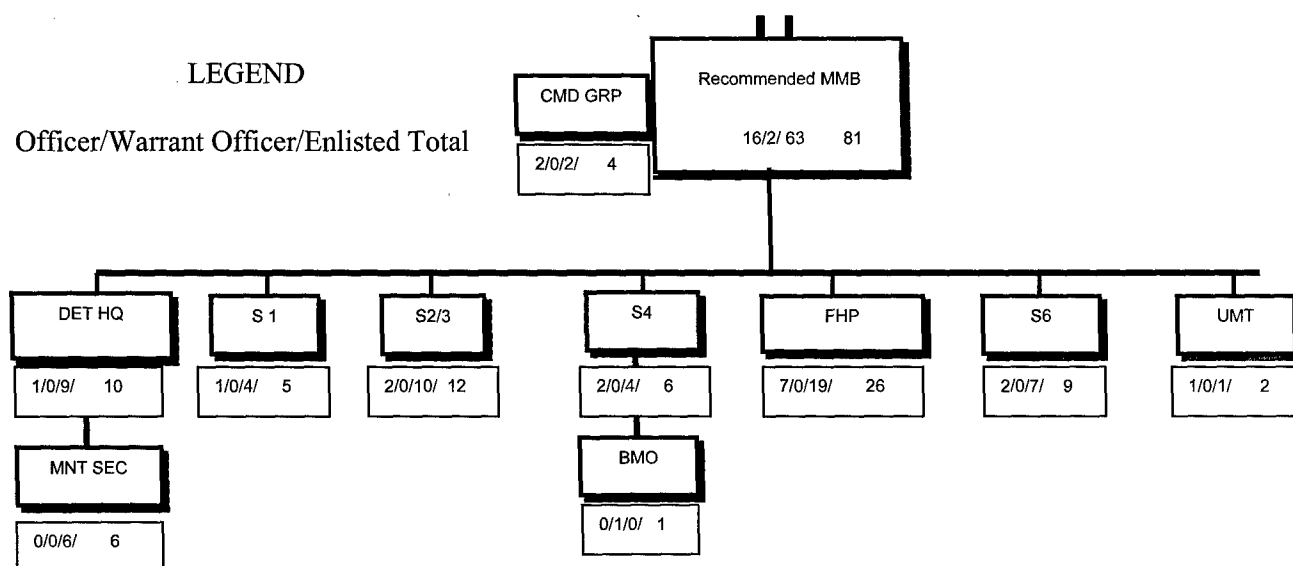 LEGEND
Officer/Warrant Officer/Enlisted Total
CMD GRP
2/0/2/ 4
Recommended MMB
16/2/ 63 81
DET HQ
1/0/9/ 10
MNT SEC
0/0/6/ 6
S 1
1/0/4/ 5
S2/3
2/0/10/ 12
S4
2/0/4/ 6
BMO
0/1/0/ 1
FHP
7/0/19/ 26
S6
2/0/7/ 9
UMT
1/0/1/ 2